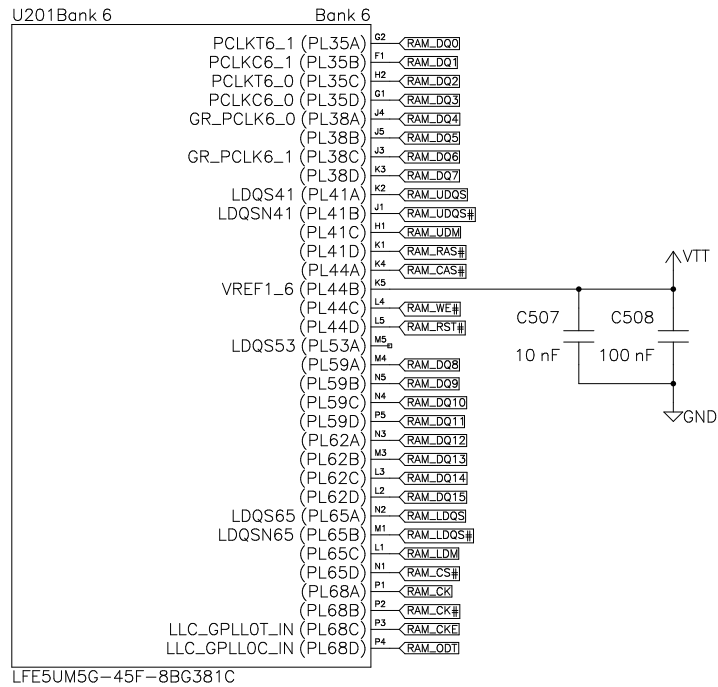 U201Bank 6 Bank 6
PCLKT6_1 (PL35A) G2 RAM_DQ0
PCLKC6_1 (PL35B) F1 RAM_DQ1
PCLKT6_0 (PL35C) H2 RAM_DQ2
PCLKC6_0 (PL35D) G1 RAM_DQ3
GR_PCLK6_0 (PL38A) J4 RAM_DQ4
(PL38B) J5 RAM_DQ5
GR_PCLK6_1 (PL38C) J3 RAM_DQ6
(PL38D) K3 RAM_DQ7
LDQS41 (PL41A) K2 RAM_UDQS
LDQSN41 (PL41B) J1 RAM_UDQS#
(PL41C) H1 RAM_UDM
(PL41D) K1 RAM_RAS#
(PL44A) K4 RAM_CAS#
VTT
VREF1_6 (PL44B) K5
(PL44C) L4 RAM_WE#
(PL44D) L5 RAM_RST#
C507 C508
LDQS53 (PL53A) M5
10 nF 100 nF
(PL59A) M4 RAM_DQ8
(PL59B) N5 RAM_DQ9
(PL59C) N4 RAM_DQ10
(PL59D) P5 RAM_DQ11
GND
(PL62A) N3 RAM_DQ12
(PL62B) M3 RAM_DQ13
(PL62C) L3 RAM_DQ14
(PL62D) L2 RAM_DQ15
LDQS65 (PL65A) N2 RAM_LDQS
LDQSN65 (PL65B) M1 RAM_LDQS#
(PL65C) L1 RAM_LDM
(PL65D) N1 RAM_CS#
(PL68A) P1 RAM_CK
(PL68B) P2 RAM_CK#
LLC_GPLL0T_IN (PL68C) P3 RAM_CKE
LLC_GPLL0C_IN (PL68D) P4 RAM_ODT
LFE5UM5G-45F-8BG381C